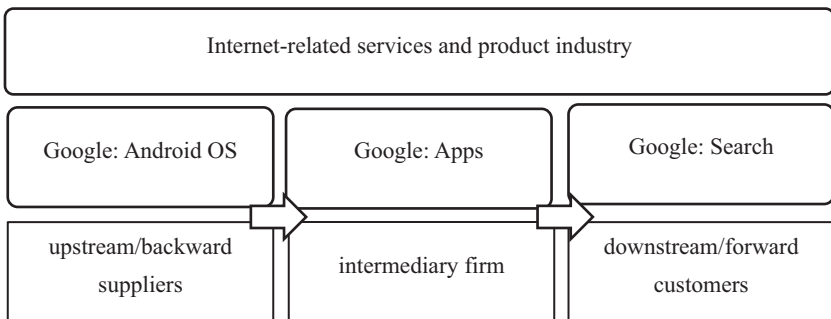 Internet-related services and product industry
Google: Android OS
Google: Apps
Google: Search
upstream/backward
suppliers
intermediary firm
downstream/forward
customers